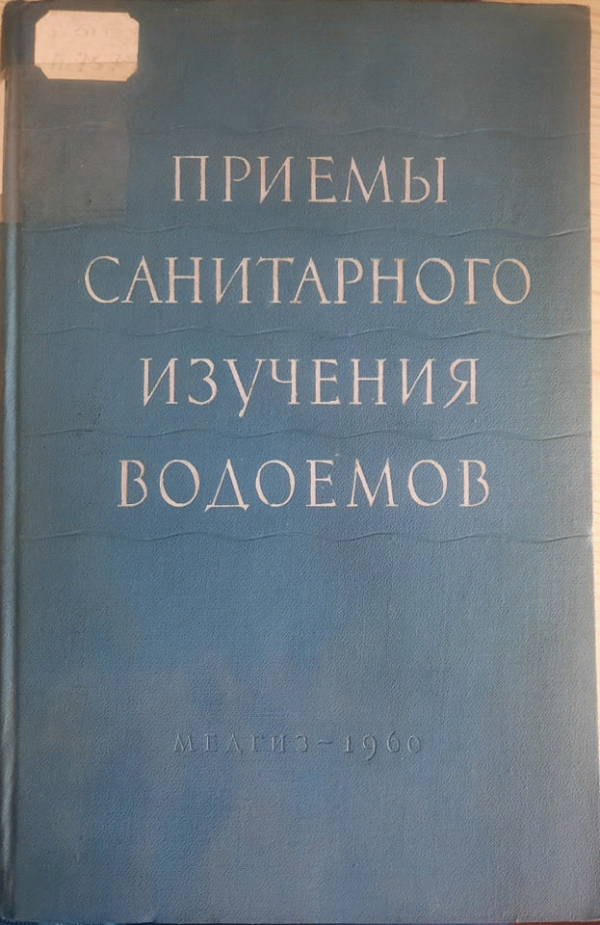 ПРИЕМЫ
САНИТАРНОГО
ИЗУЧЕНИЯ
ВОДОЕМОВ
МЕДГИЗ – 1960